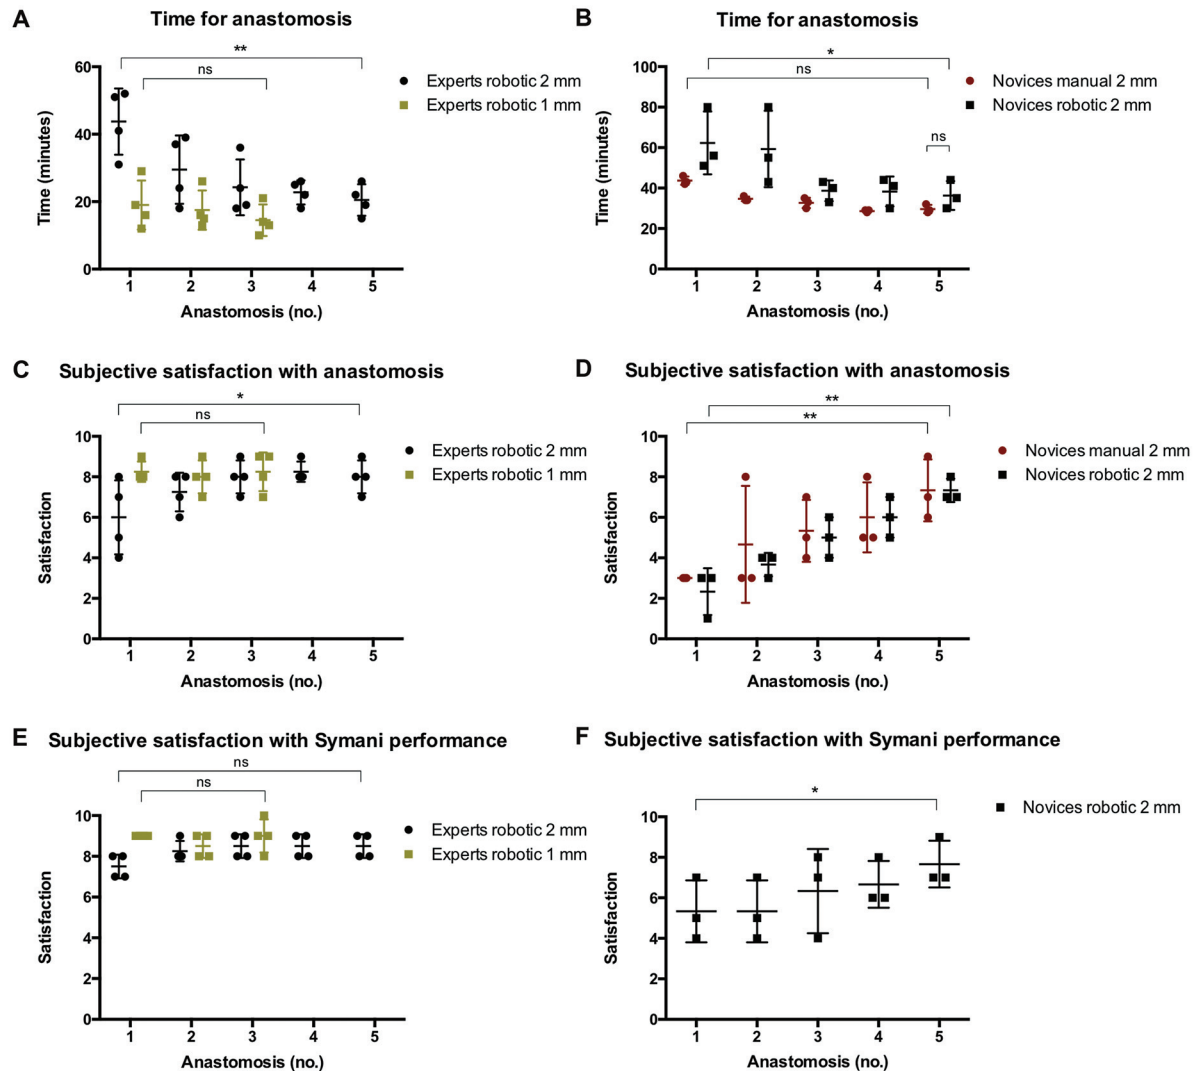 A
Time for anastomosis
**
ns
Experts robotic 2 mm
Experts robotic 1 mm
Time (minutes)
60
40
20
0
1 2 3 4 5
Anastomosis (no.)
B
Time for anastomosis
*
ns
ns
Novices manual 2 mm
Novices robotic 2 mm
Time (minutes)
100
80
60
40
20
0
1 2 3 4 5
Anastomosis (no.)
C
Subjective satisfaction with anastomosis
*
ns
Experts robotic 2 mm
Experts robotic 1 mm
Satisfaction
10
8
6
4
2
0
1 2 3 4 5
Anastomosis (no.)
D
Subjective satisfaction with anastomosis
**
**
Novices manual 2 mm
Novices robotic 2 mm
Satisfaction
10
8
6
4
2
0
1 2 3 4 5
Anastomosis (no.)
E
Subjective satisfaction with Symani performance
ns
ns
Experts robotic 2 mm
Experts robotic 1 mm
Satisfaction
10
8
6
4
2
0
1 2 3 4 5
Anastomosis (no.)
F
Subjective satisfaction with Symani performance
*
Novices robotic 2 mm
Satisfaction
10
8
6
4
2
0
1 2 3 4 5
Anastomosis (no.)